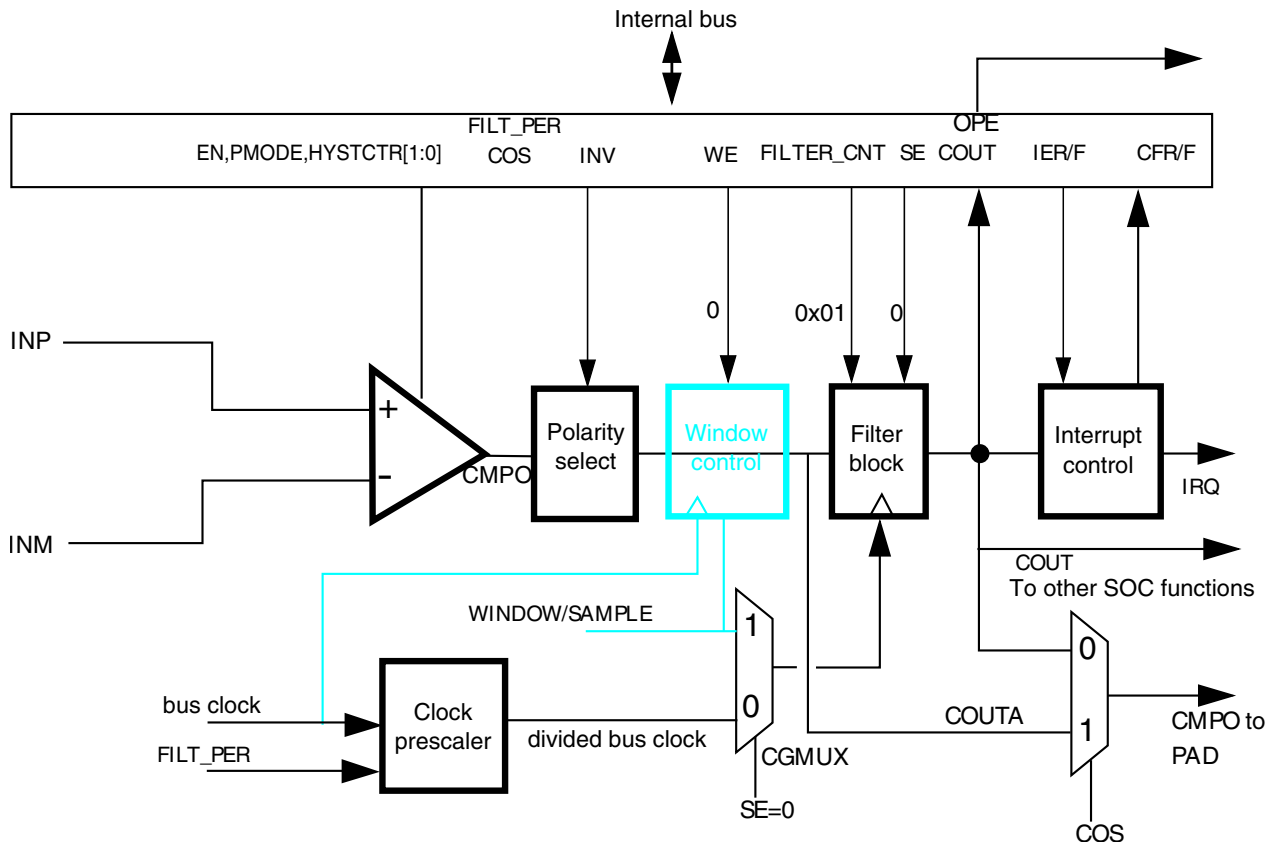 Internal bus
FILT_PER
OPE
EN,PMODE,HYSTCTR[1:0]
COS
INV
WE
FILTER_CNT
SE
COUT
IER/F
CFR/F
0
0x01
0
INP
+
-
INM
CMPO
Polarity
select
Window
control
Filter
block
Interrupt
control
IRQ
COUT
To other SOC functions
WINDOW/SAMPLE
1
0
bus clock
FILT_PER
Clock
prescaler
divided bus clock
CGMUX
SE=0
COUTA
0
1
CMPO to
PAD
COS